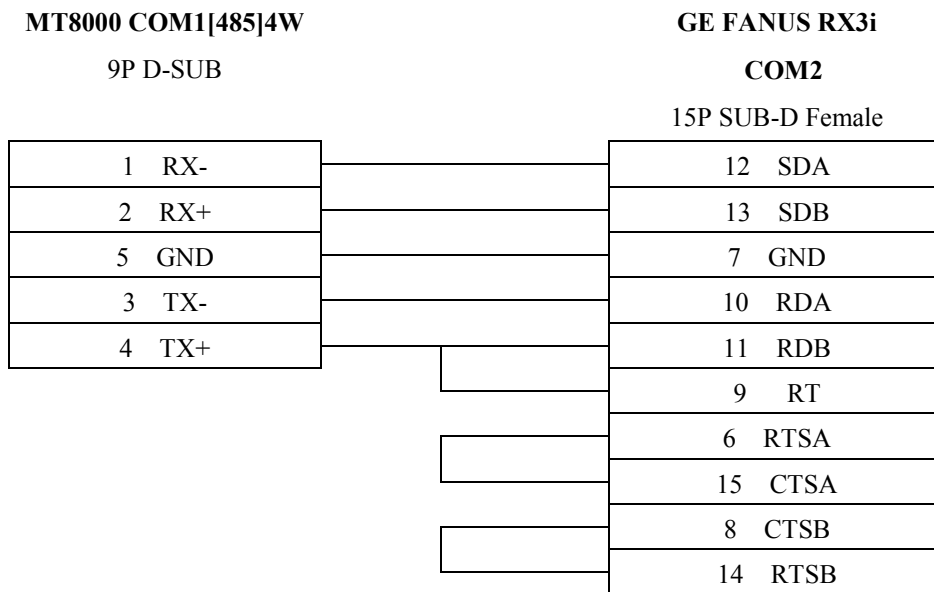 MT8000 COM1[485]4W
9P D-SUB
GE FANUS RX3i
COM2
15P SUB-D Female
1 RX-
12 SDA
2 RX+
13 SDB
5 GND
7 GND
3 TX-
10 RDA
4 TX+
11 RDB
9 RT
6 RTSA
15 CTSA
8 CTSB
14 RTSB